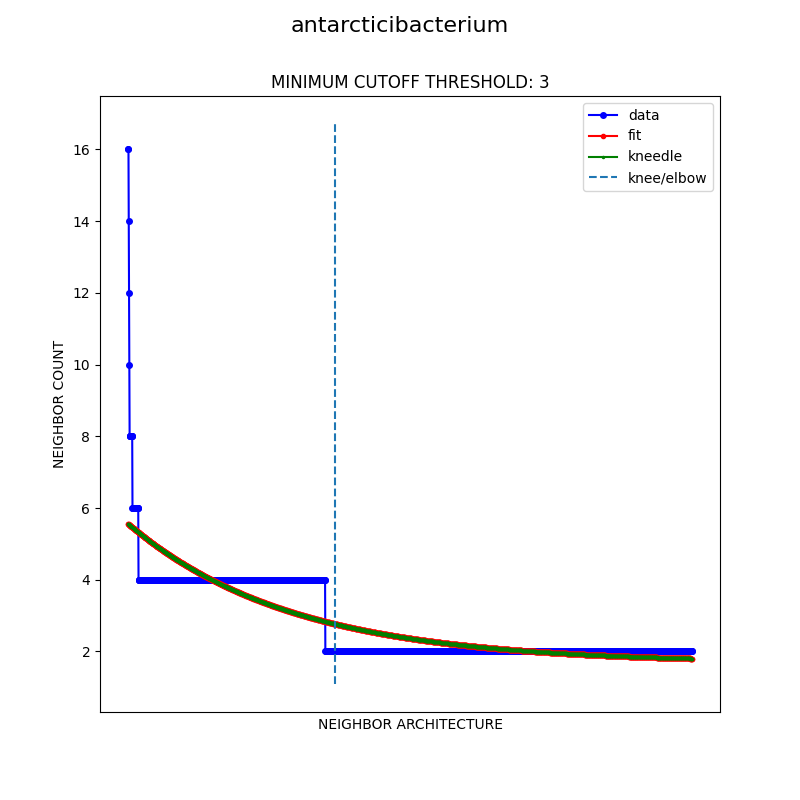 antarcticibacterium
MINIMUM CUTOFF THRESHOLD: 3
data
fit
kneedle
knee/elbow
16
14
12
10
8
6
4
2
NEIGHBOR COUNT
NEIGHBOR ARCHITECTURE